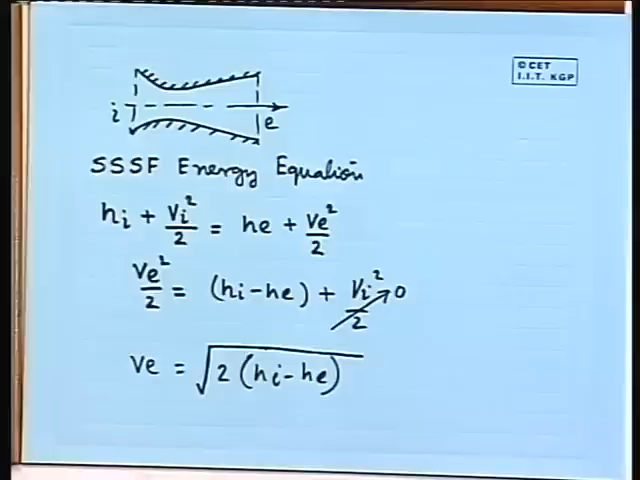 © CET
I.I.T. KGP
i
e
SSSF Energy Equation
hi + Vi²/2 = he + Ve²/2
Ve²/2 = (hi-he) + Vi²/2 0
Ve = √2 (hi-he)